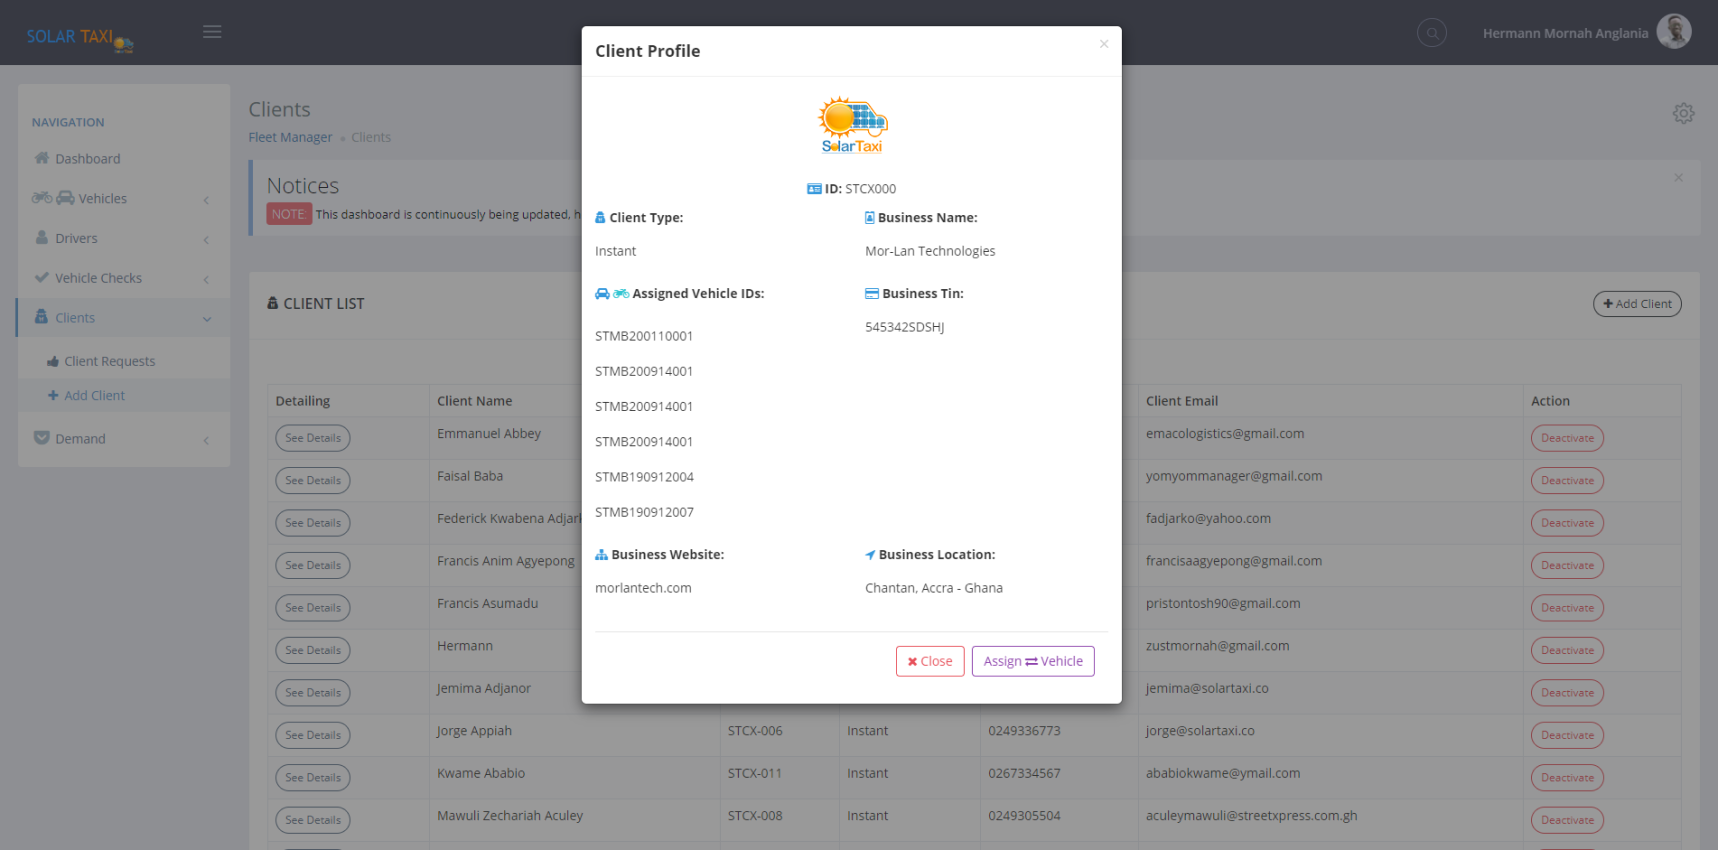 SOLAR TAXI
Hermann Mornah Anglania
NAVIGATION
Dashboard
Vehicles
Drivers
Vehicle Checks
Clients
Client Requests
Add Client
Demand
Clients
Fleet Manager Clients
Notices
NOTE: This dashboard is continuously being updated, h
CLIENT LIST
Add Client
Detailing Client Name Client Email Action
See Details Emmanuel Abbey emacologistics@gmail.com Deactivate
See Details Faisal Baba yomyommanager@gmail.com Deactivate
See Details Federick Kwabena Adjark fadjarko@yahoo.com Deactivate
See Details Francis Anim Agyepong francisaagyepong@gmail.com Deactivate
See Details Francis Asumadu pristontosh90@gmail.com Deactivate
See Details Hermann zustmornah@gmail.com Deactivate
See Details Jemima Adjanor jemima@solartaxi.co Deactivate
See Details Jorge Appiah STCX-006 Instant 0249336773 jorge@solartaxi.co Deactivate
See Details Kwame Ababio STCX-011 Instant 0267334567 ababiokwame@ymail.com Deactivate
See Details Mawuli Zechariah Aculey STCX-008 Instant 0249305504 aculeymawuli@streetxpress.com.gh Deactivate
Client Profile
SolarTaxi
ID: STCX000
Client Type:
Instant
Business Name:
Mor-Lan Technologies
Assigned Vehicle IDs:
STMB200110001
STMB200914001
STMB200914001
STMB200914001
STMB190912004
STMB190912007
Business Tin:
545342SDSHJ
Business Website:
morlantech.com
Business Location:
Chantan, Accra - Ghana
Close
Assign Vehicle